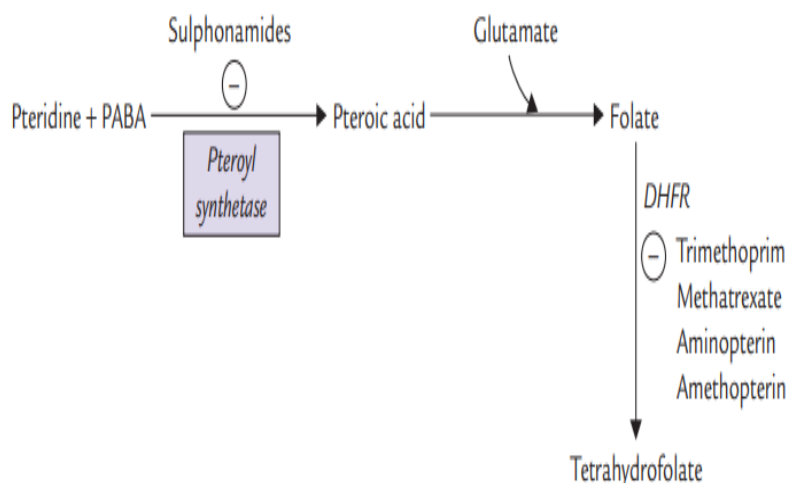 Sulphonamides
Glutamate
−
Pteridine + PABA
Pteroic acid
Folate
Pteroyl
synthetase
DHFR
−
Trimethoprim
Methatrexate
Aminopterin
Amethopterin
Tetrahydrofolate